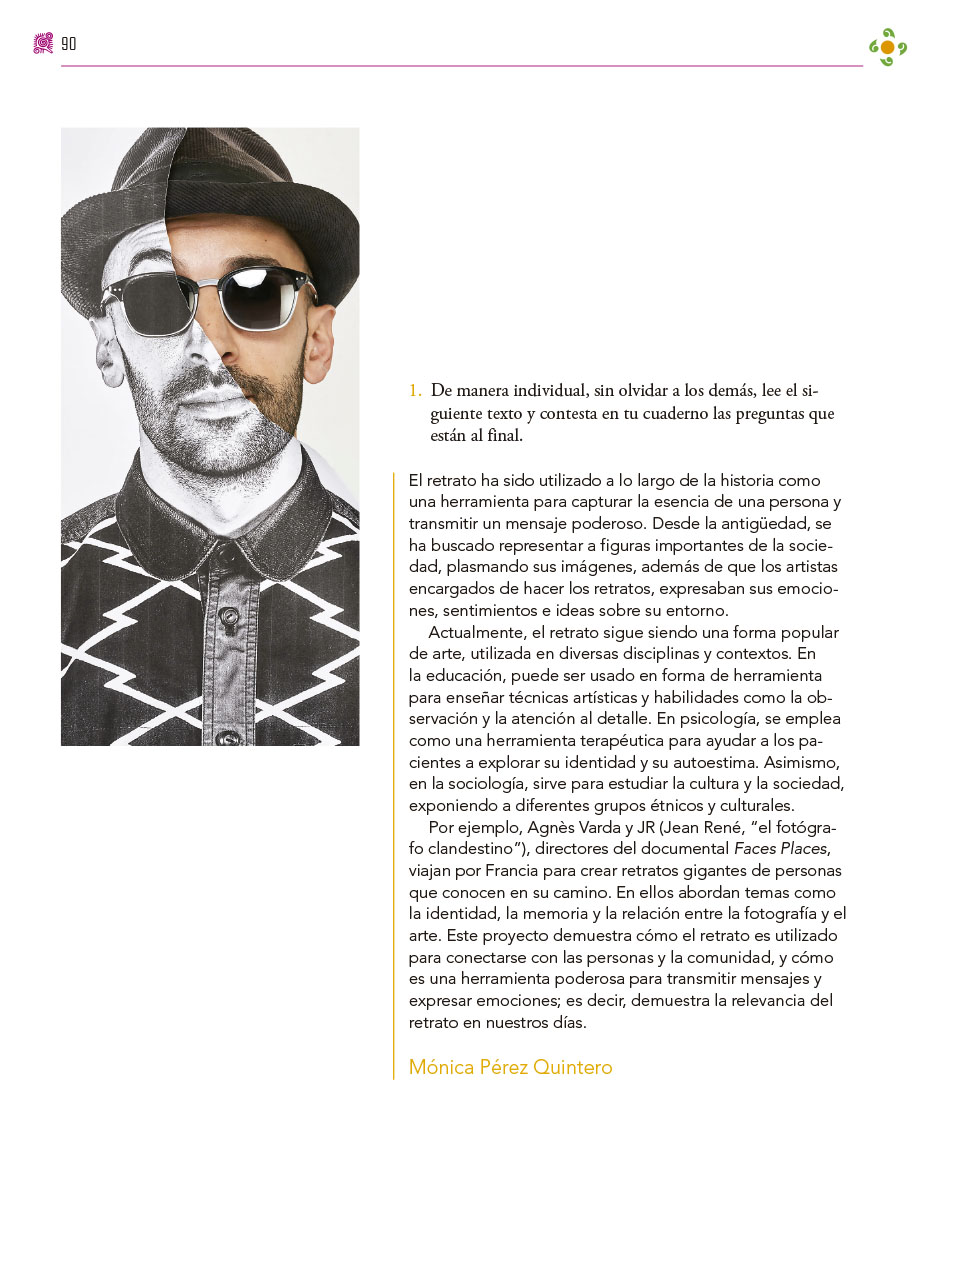 90
1. De manera individual, sin olvidar a los demás, lee el si-
guiente texto y contesta en tu cuaderno las preguntas que
están al final.
El retrato ha sido utilizado a lo largo de la historia como
una herramienta para capturar la esencia de una persona y
transmitir un mensaje poderoso. Desde la antigüedad, se
ha buscado representar a figuras importantes de la socie-
dad, plasmando sus imágenes, además de que los artistas
encargados de hacer los retratos, expresaban sus emocio-
nes, sentimientos e ideas sobre su entorno.
Actualmente, el retrato sigue siendo una forma popular
de arte, utilizada en diversas disciplinas y contextos. En
la educación, puede ser usado en forma de herramienta
para enseñar técnicas artísticas y habilidades como la ob-
servación y la atención al detalle. En psicología, se emplea
como una herramienta terapéutica para ayudar a los pa-
cientes a explorar su identidad y su autoestima. Asimismo,
en la sociología, sirve para estudiar la cultura y la sociedad,
exponiendo a diferentes grupos étnicos y culturales.
Por ejemplo, Agnès Varda y JR (Jean René, “el fotógra-
fo clandestino”), directores del documental Faces Places,
viajan por Francia para crear retratos gigantes de personas
que conocen en su camino. En ellos abordan temas como
la identidad, la memoria y la relación entre la fotografía y el
arte. Este proyecto demuestra cómo el retrato es utilizado
para conectarse con las personas y la comunidad, y cómo
es una herramienta poderosa para transmitir mensajes y
expresar emociones; es decir, demuestra la relevancia del
retrato en nuestros días.
Mónica Pérez Quintero